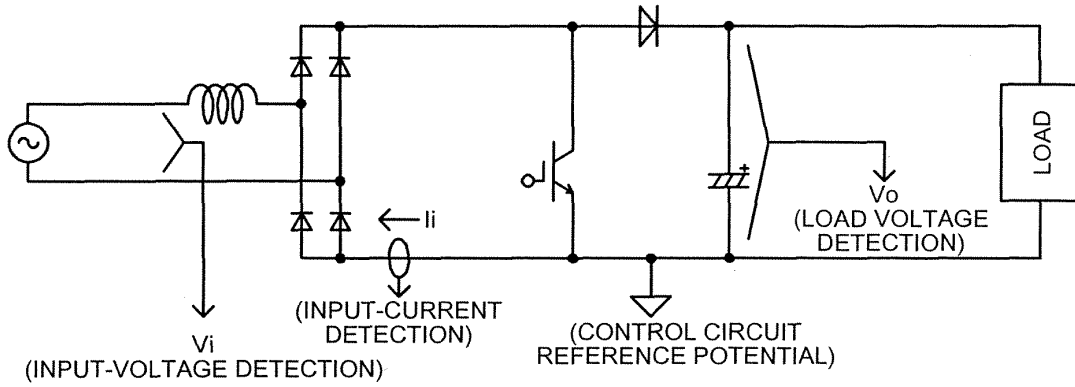 LOAD
Vo
(LOAD VOLTAGE
DETECTION)
Ii
(INPUT-CURRENT
DETECTION)
(CONTROL CIRCUIT
REFERENCE POTENTIAL)
Vi
(INPUT-VOLTAGE DETECTION)